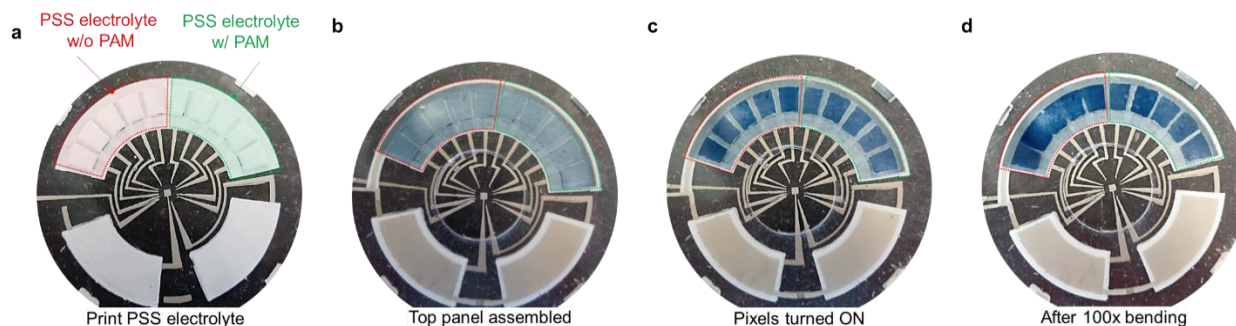 a
PSS electrolyte
w/o PAM
PSS electrolyte
w/ PAM
Print PSS electrolyte
b
Top panel assembled
c
Pixels turned ON
d
After 100x bending